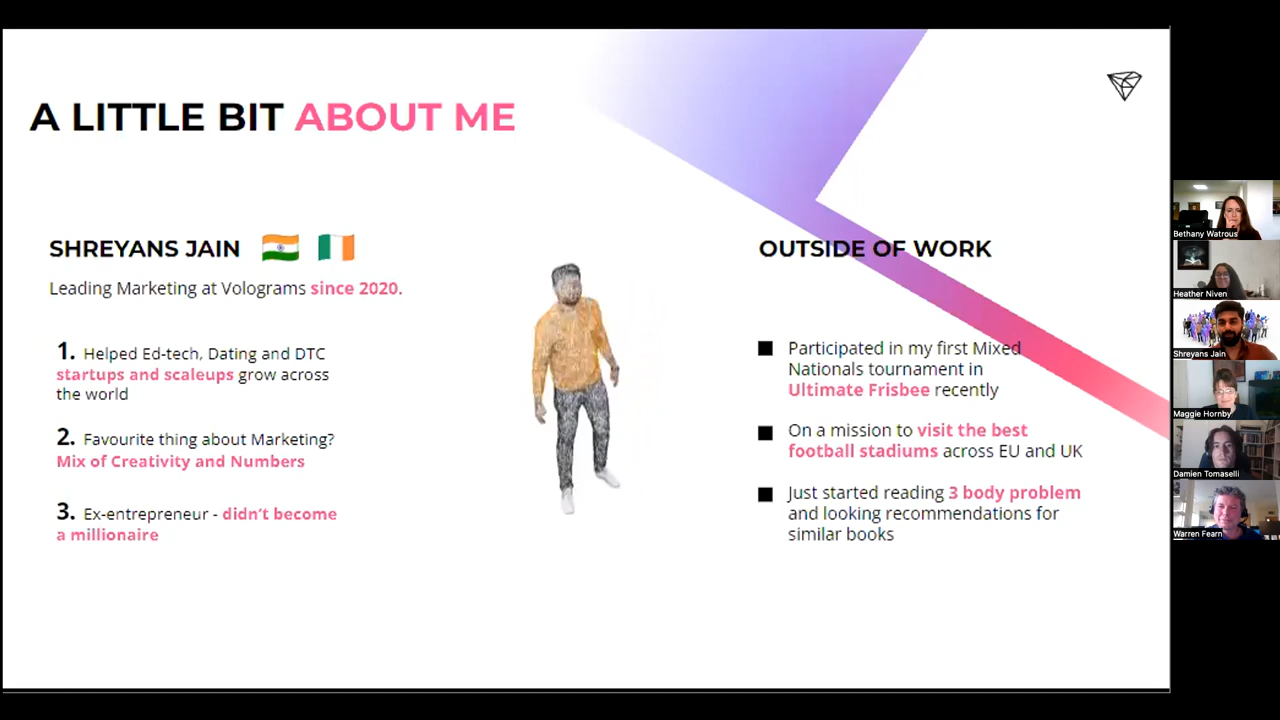 A LITTLE BIT ABOUT ME
SHREYANS JAIN
Leading Marketing at Volograms since 2020.
1. Helped Ed-tech, Dating and DTC
startups and scaleups grow across
the world
2. Favourite thing about Marketing?
Mix of Creativity and Numbers
3. Ex-entrepreneur - didn't become
a millionaire
OUTSIDE OF WORK
Participated in my first Mixed
Nationals tournament in
Ultimate Frisbee recently
On a mission to visit the best
football stadiums across EU and UK
Just started reading 3 body problem
and looking recommendations for
similar books
Bethany Watrous
Heather Niven
Shreyans Jain
Maggie Hornby
Damien Tomaselli
Warren Fearn